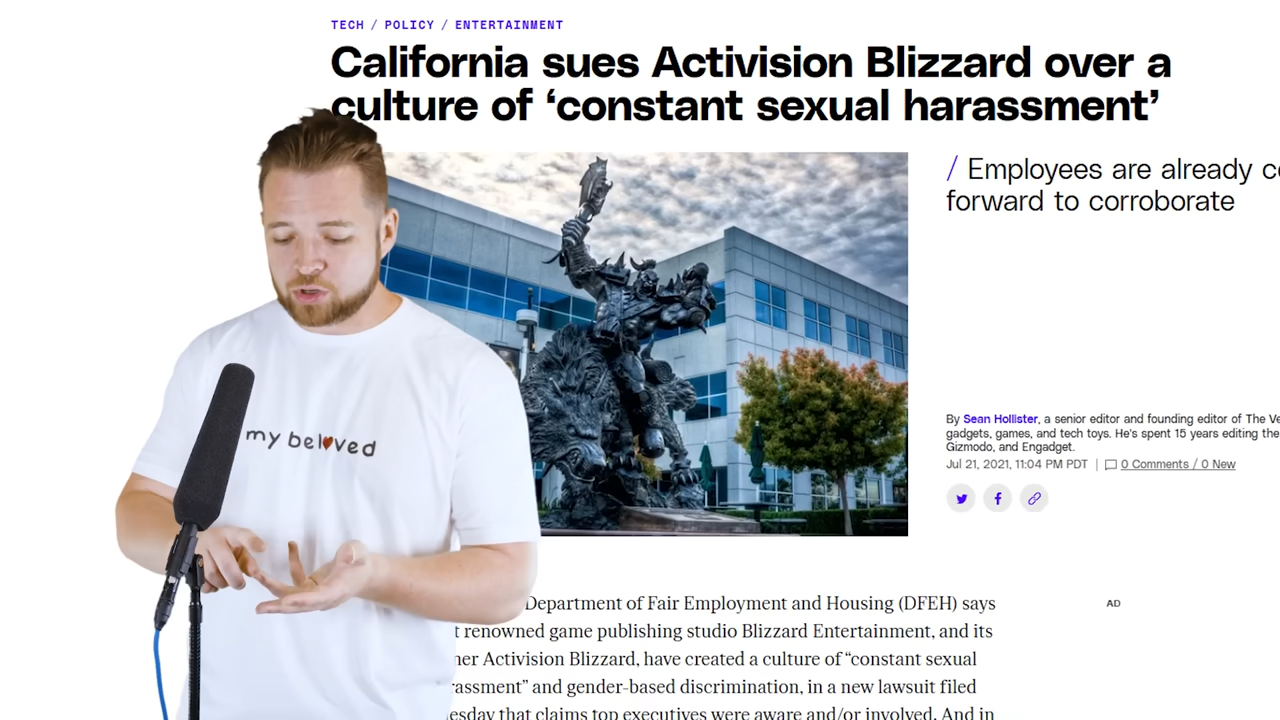 TECH / POLICY / ENTERTAINMENT
California sues Activision Blizzard over a
culture of ‘constant sexual harassment’
/ Employees are already
forward to corroborate
By Sean Hollister, a senior editor and founding editor of The
gadgets, games, and tech toys. He's spent 15 years editing the
Gizmodo, and Engadget.
Jul 21, 2021, 11:04 PM PDT | 0 Comments / 0 New
my beloved
Department of Fair Employment and Housing (DFEH) says
renowned game publishing studio Blizzard Entertainment, and its
Activision Blizzard, have created a culture of “constant sexual
and gender-based discrimination, in a new lawsuit filed
that claims top executives were aware and/or involved. And in
AD